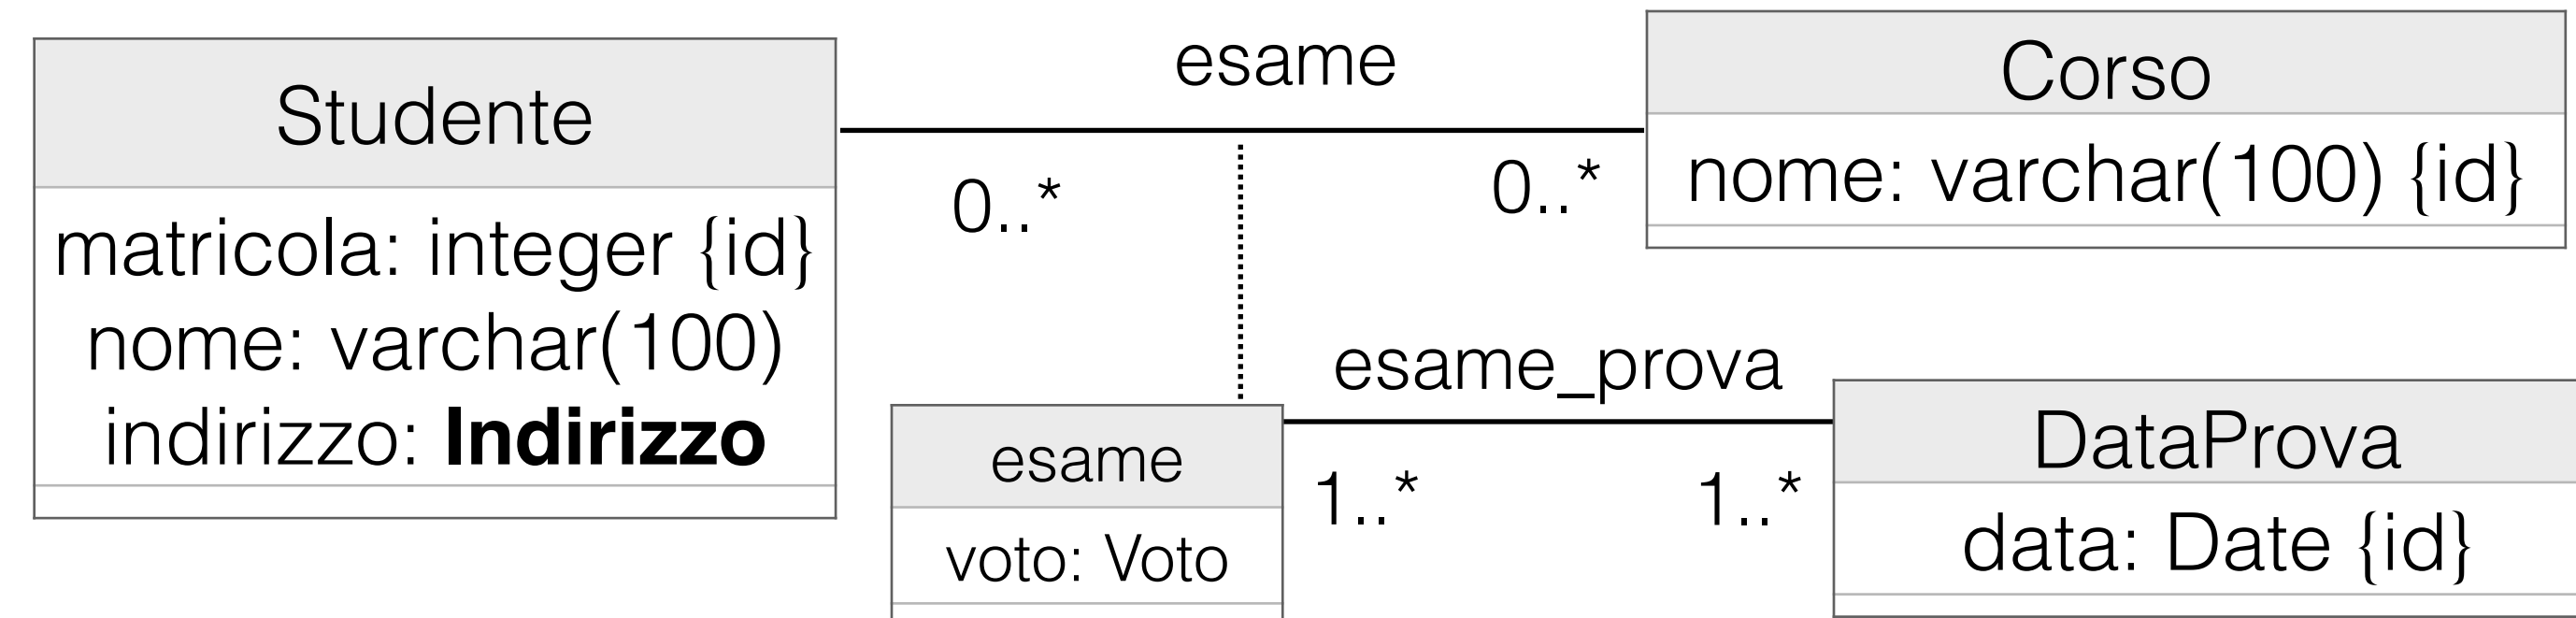 Studente
matricola: integer {id}
nome: varchar(100)
indirizzo: Indirizzo
esame
0..*
0..*
Corso
nome: varchar(100) {id}
esame
voto: Voto
esame_prova
1..*
1..*
DataProva
data: Date {id}